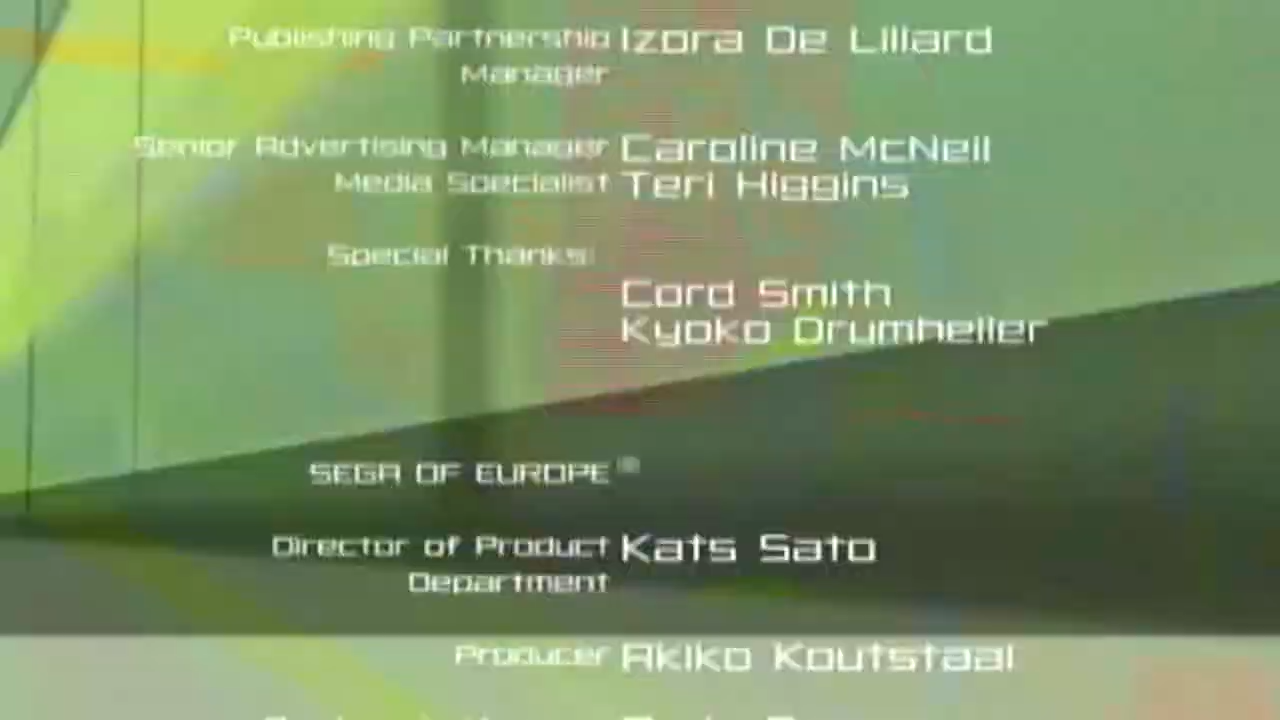 Publishing Partnership Izora De Lillard
Manager
Senior Advertising Manager Caroline McNeil
Media Specialist Teri Higgins
Special Thanks:
Cord Smith
Kyoko Drumheller
SEGA OF EUROPE
Director of Product Kats Sato
Department
Producer Akiko Koutstaal